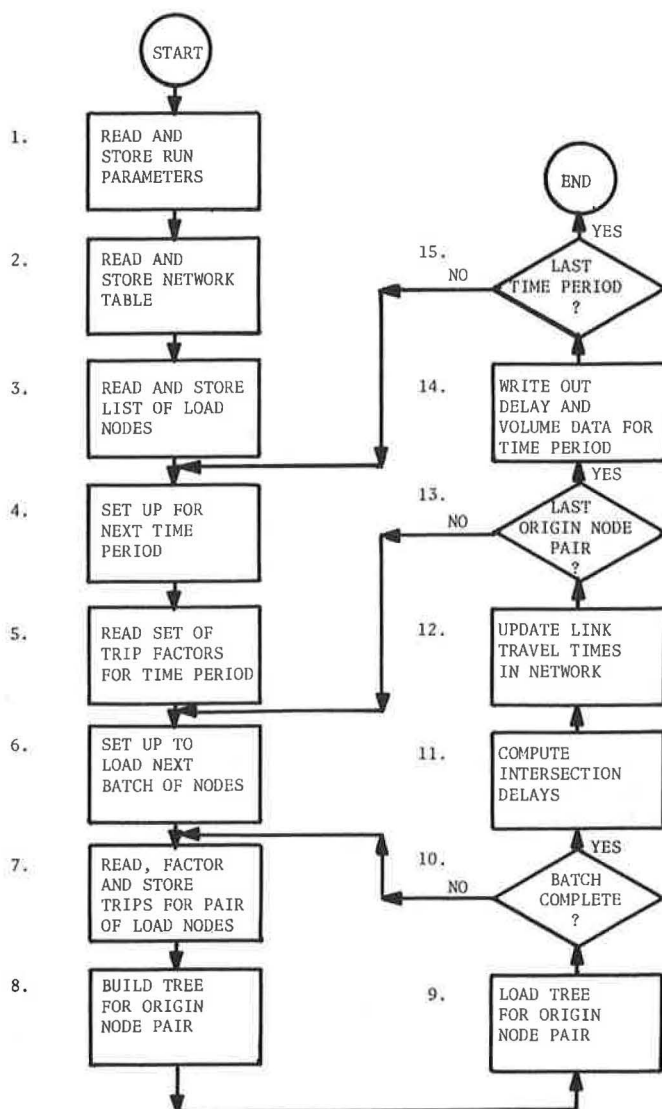 START
1.
READ AND
STORE RUN
PARAMETERS
2.
READ AND
STORE NETWORK
TABLE
3.
READ AND STORE
LIST OF LOAD
NODES
4.
SET UP FOR
NEXT TIME
PERIOD
5.
READ SET OF
TRIP FACTORS
FOR TIME PERIOD
6.
SET UP TO
LOAD NEXT
BATCH OF NODES
7.
READ, FACTOR
AND STORE
TRIPS FOR PAIR
OF LOAD NODES
8.
BUILD TREE
FOR ORIGIN
NODE PAIR
9.
LOAD TREE
FOR ORIGIN
NODE PAIR
10.
NO
BATCH
COMPLETE
?
YES
11.
COMPUTE
INTERSECTION
DELAYS
12.
UPDATE LINK
TRAVEL TIMES
IN NETWORK
13.
NO
LAST
ORIGIN NODE
PAIR
?
YES
14.
WRITE OUT
DELAY AND
VOLUME DATA FOR
TIME PERIOD
15.
NO
LAST
TIME PERIOD
?
YES
END